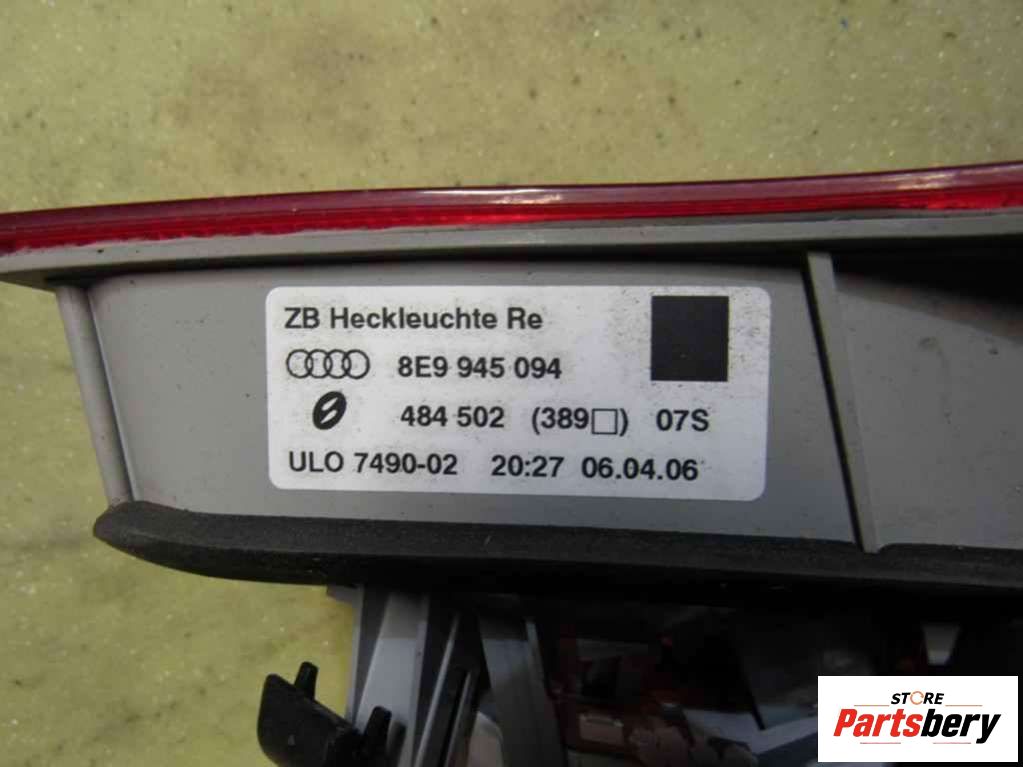 ZB Heckleuchte Re
8E9 945 094
484 502 (389□) 07S
ULO 7490-02 20:27 06.04.06
STORE
Partsbery